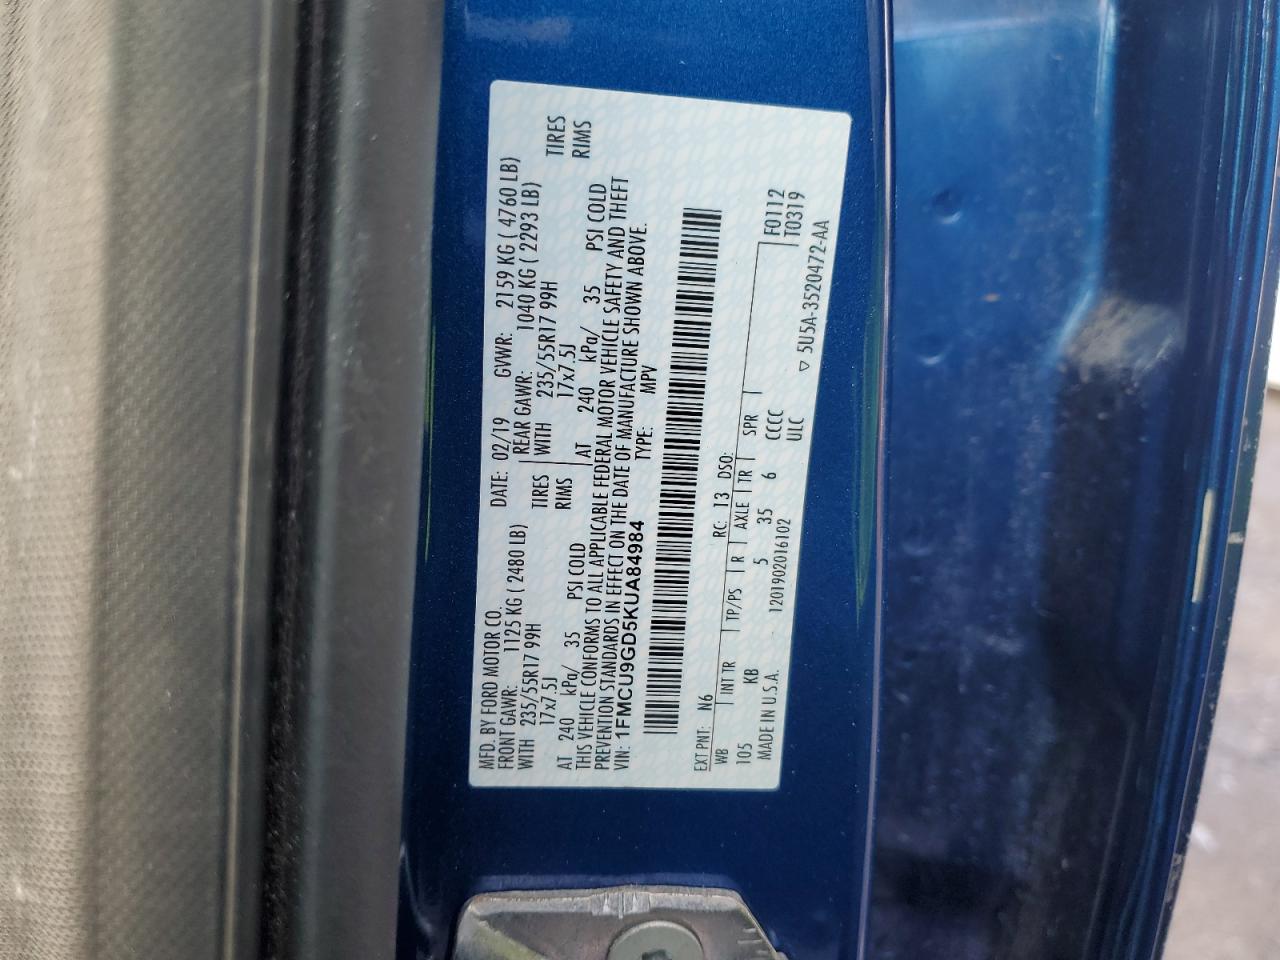 MFD. BY FORD MOTOR CO. DATE: 02/19 GVWR: 2159 KG ( 4760 LB)
FRONT GAWR: 1125 KG ( 2480 LB) REAR GAWR: 1040 KG ( 2293 LB)
WITH 235/55R17 99H TIRES WITH 235/55R17 99H TIRES
17x7.5J RIMS 17x7.5J RIMS
AT 240 kPa/ 35 PSI COLD AT 240 kPa/ 35 PSI COLD
THIS VEHICLE CONFORMS TO ALL APPLICABLE FEDERAL MOTOR VEHICLE SAFETY AND THEFT
PREVENTION STANDARDS IN EFFECT ON THE DATE OF MANUFACTURE SHOWN ABOVE.
VIN: 1FMCU9GD5KUA84984 TYPE: MPV
EXT PNT: N6 RC: 13 DSO:
WB INT TR TP/PS R AXLE TR SPR F0112
105 KB 5 35 6 CCCC T0319
MADE IN U.S.A. 1201902016102 ULC
▽ 5U5A-3520472-AA